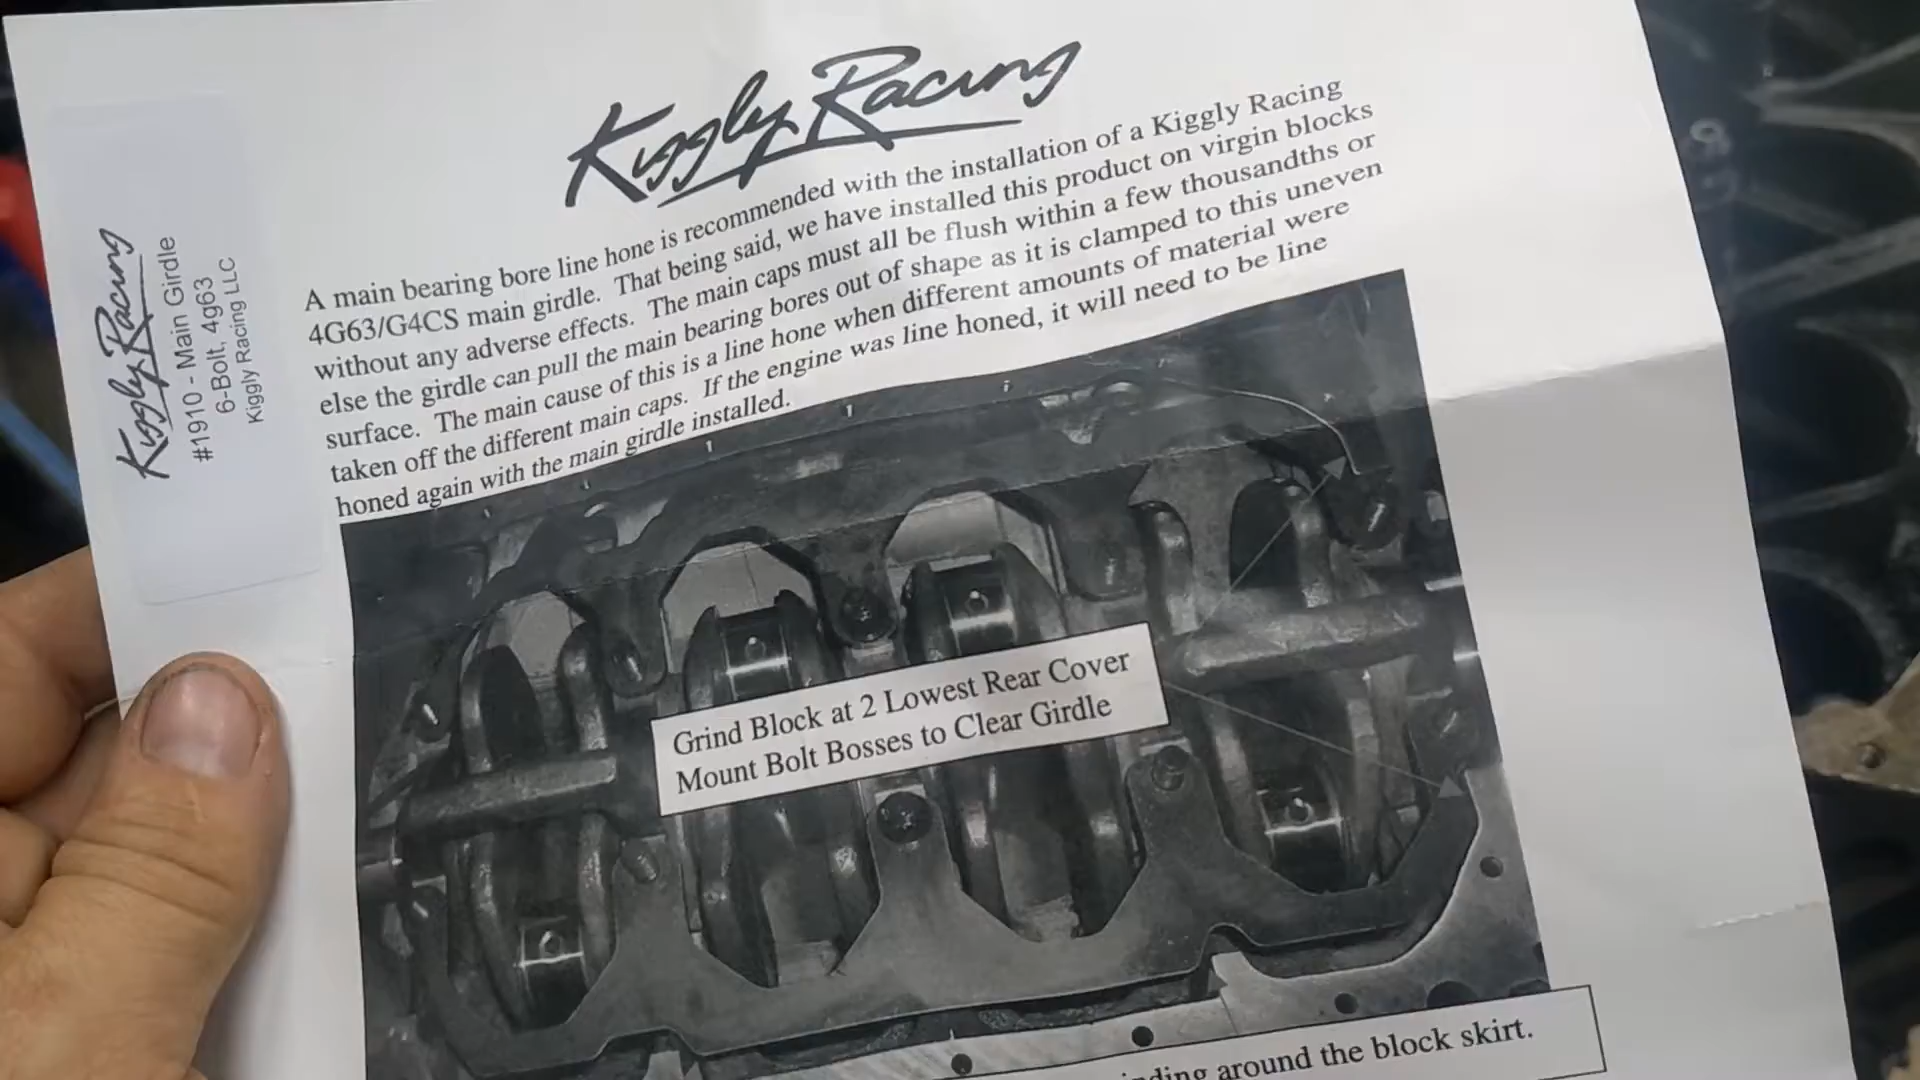 Kiggly Racing
A main bearing bore line hone is recommended with the installation of a Kiggly Racing
4G63/G4CS main girdle. That being said, we have installed this product on virgin blocks
without any adverse effects. The main caps must all be flush within a few thousandths or
else the girdle can pull the main bearing bores out of shape as it is clamped to this uneven
surface. The main cause of this is a line hone when different amounts of material were
taken off the different main caps. If the engine was line honed, it will need to be line
honed again with the main girdle installed.
Kiggly Racing
#1910 - Main Girdle
6-Bolt, 4g63
Kiggly Racing LLC
Grind Block at 2 Lowest Rear Cover
Mount Bolt Bosses to Clear Girdle
around the block skirt.